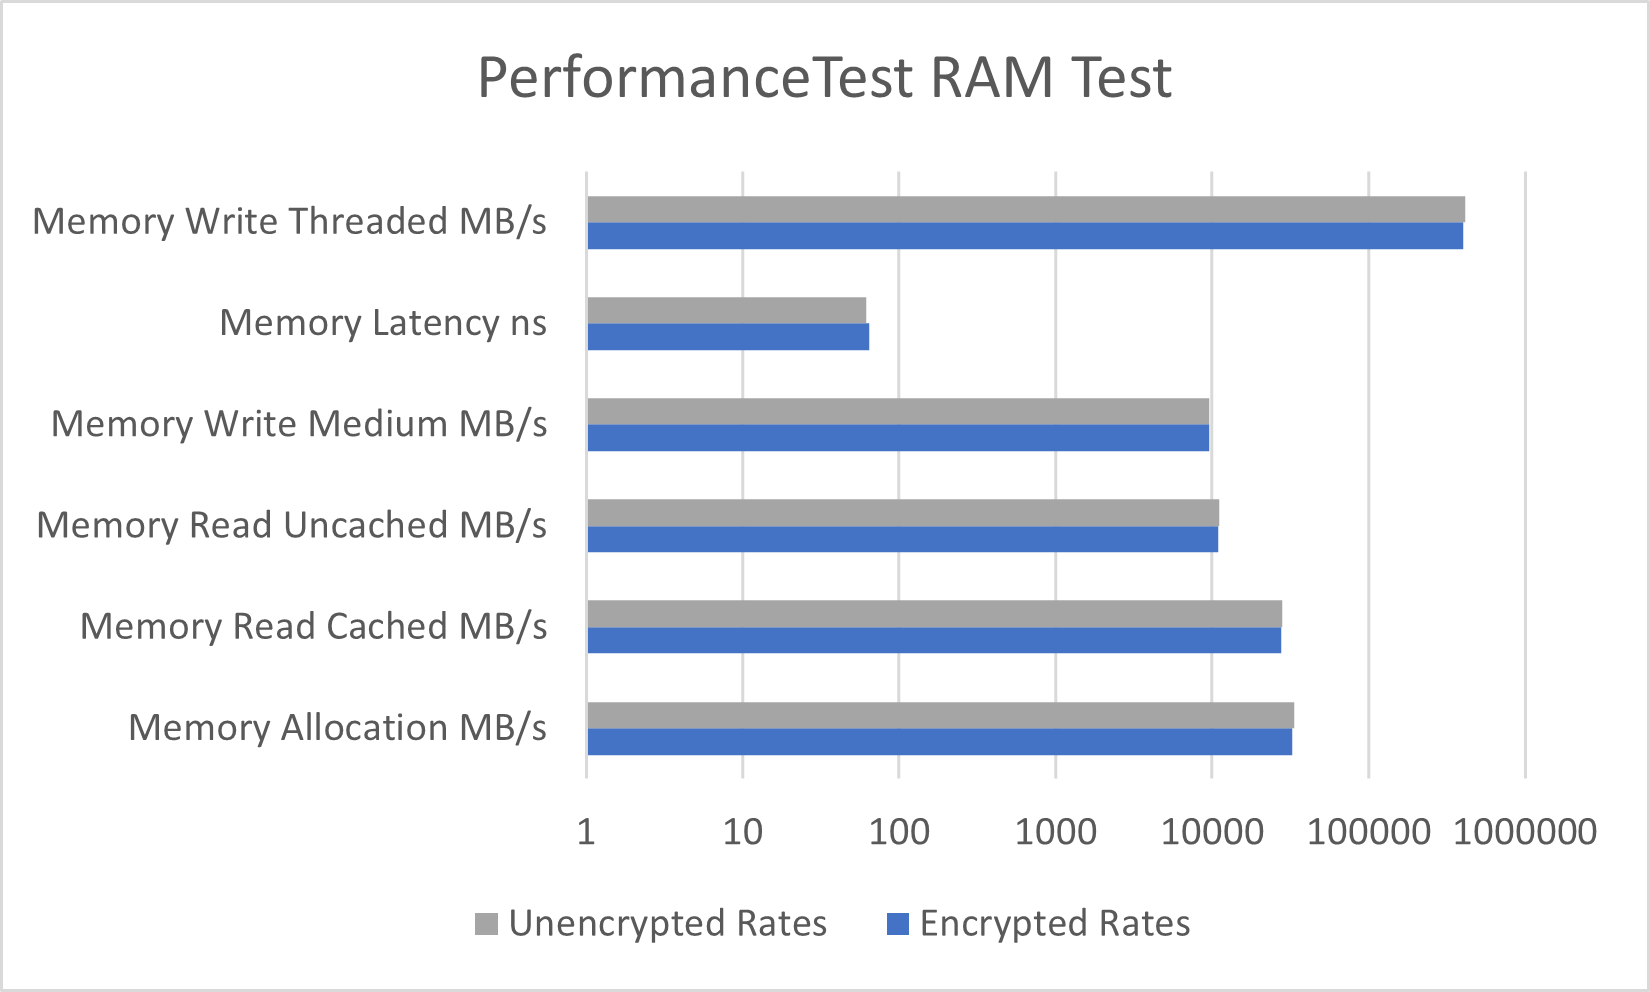 PerformanceTest RAM Test
Memory Write Threaded MB/s
Memory Latency ns
Memory Write Medium MB/s
Memory Read Uncached MB/s
Memory Read Cached MB/s
Memory Allocation MB/s
1 10 100 1000 10000 100000 1000000
Unencrypted Rates Encrypted Rates